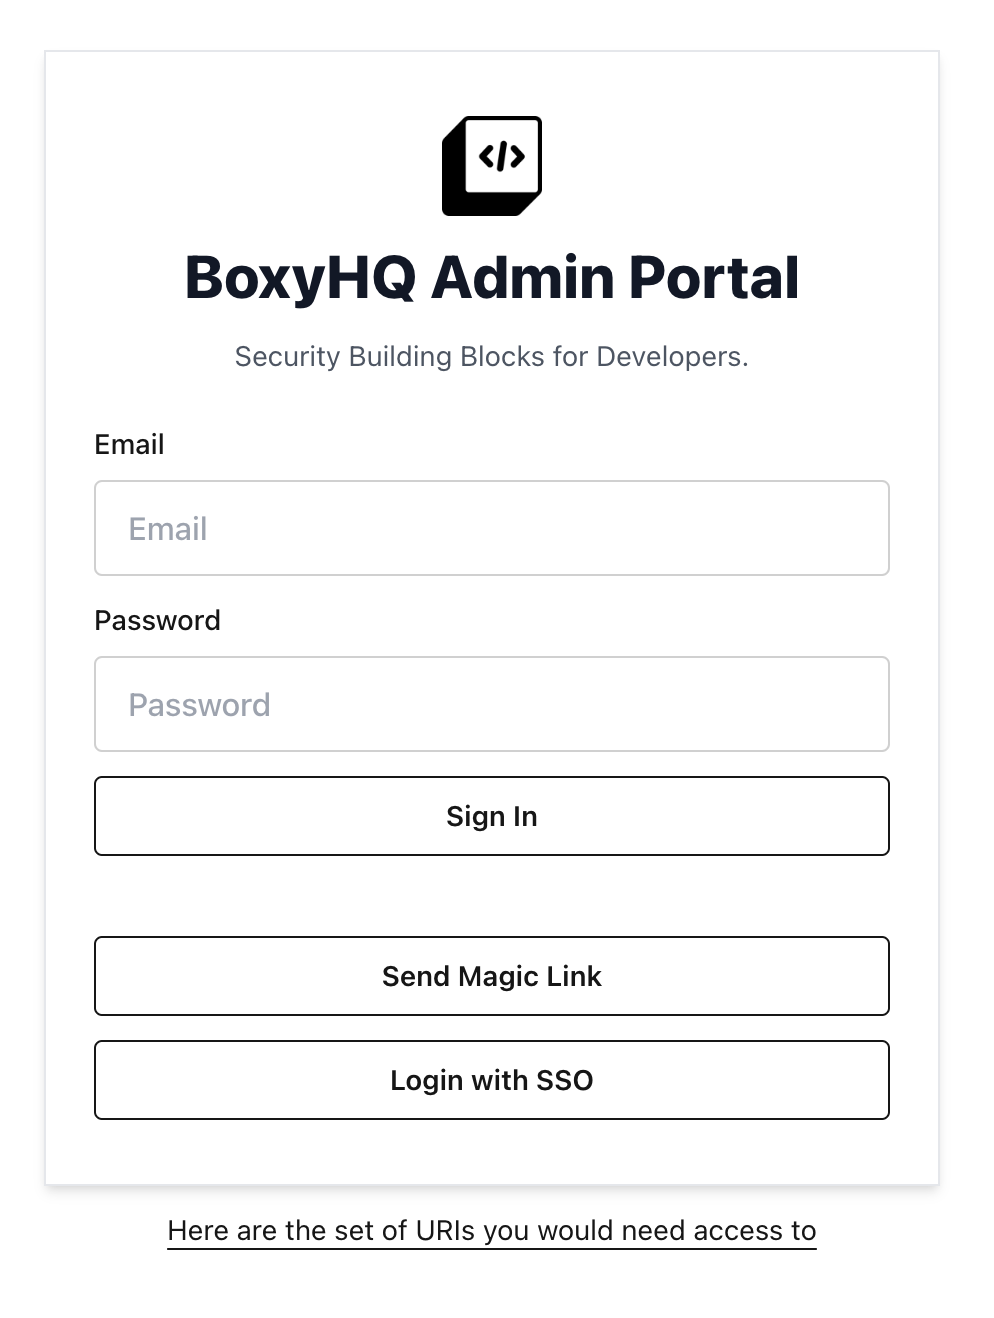 </>
BoxyHQ Admin Portal
Security Building Blocks for Developers.
Email
Email
Password
Password
Sign In
Send Magic Link
Login with SSO
Here are the set of URIs you would need access to